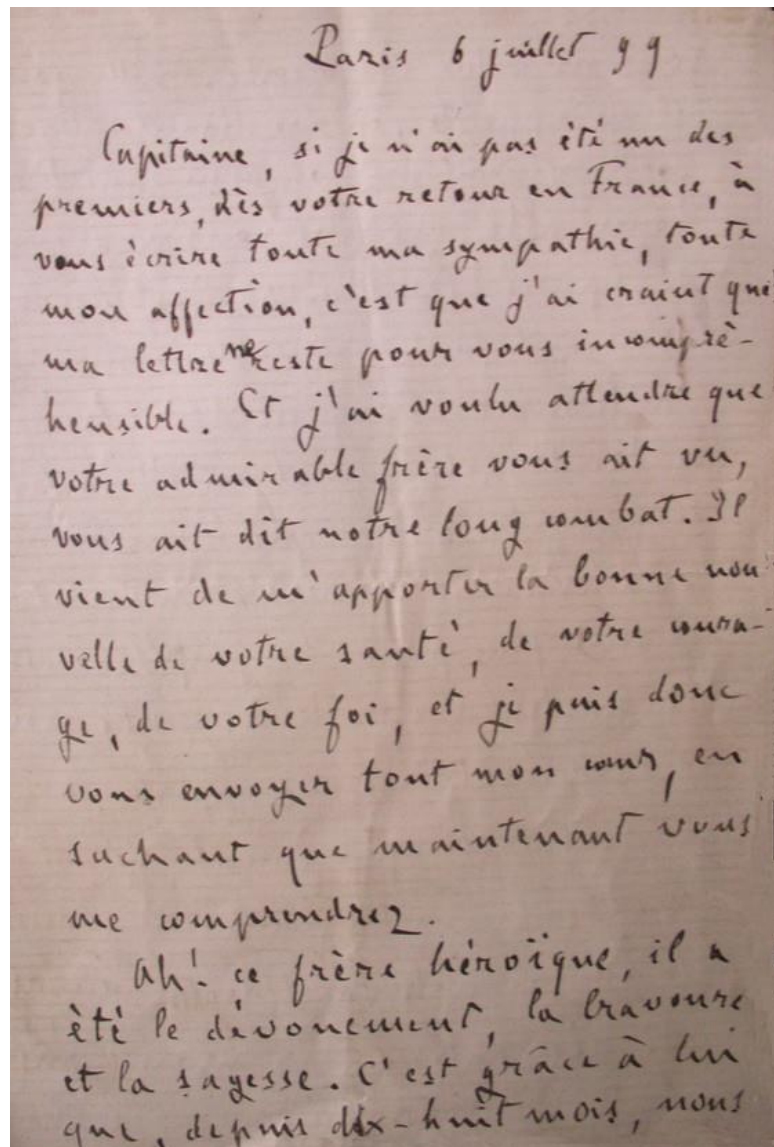 Paris 6 juillet 99
Capitaine, si je n'ai pas été un des
premiers, dès votre retour en France, à
vous écrire toute ma sympathie, toute
mon affection, c'est que j'ai craint que
ma lettre ne reste pour vous incompré-
hensible. Et j'ai voulu attendre que
votre admirable frère vous ait vu,
vous ait dit notre long combat. Il
vient de m'apporter la bonne nou
velle de votre santé, de votre coura-
ge, de votre foi, et je puis donc
vous envoyer tout mon cœur, en
sachant que maintenant vous
me comprendrez.
Ah! ce frère héroïque, il a
été le dévouement, la bravoure
et la sagesse. C'est grâce à lui
que, depuis dix-huit mois, nous